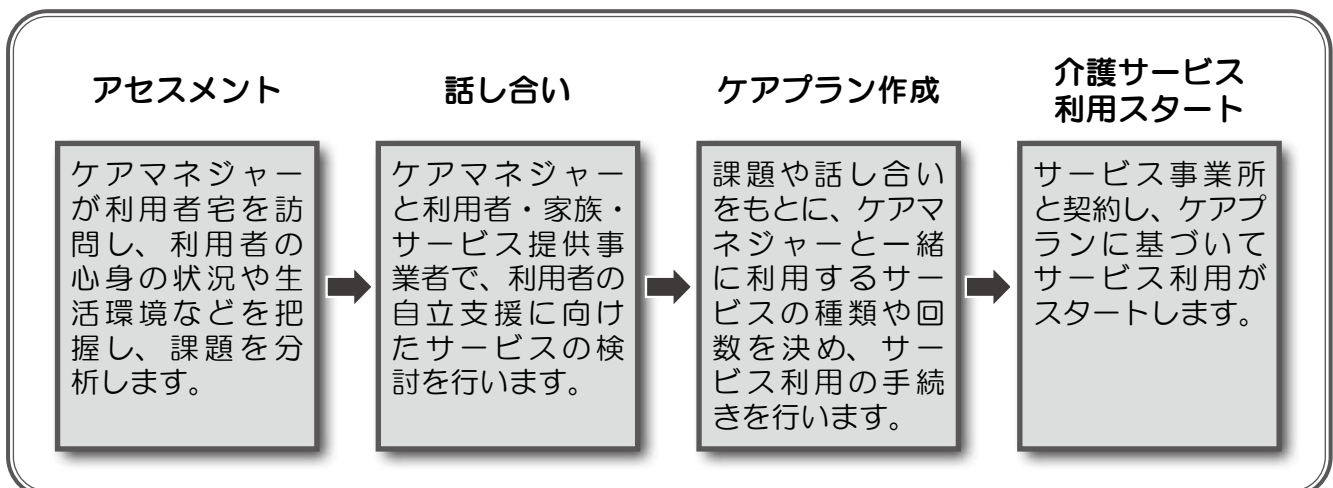 アセスメント
ケアマネジャー
が利用者宅を訪
問し、利用者の
心身の状況や生
活環境などを把
握し、課題を分
析します。
話し合い
ケアマネジャー
と利用者・家族・
サービス提供事
業者で、利用者の
自立支援に向け
たサービスの検
討を行います。
ケアプラン作成
課題や話し合い
をもとに、ケアマ
ネジャーと一緒
に利用するサー
ビスの種類や回
数を決め、サー
ビス利用の手続
きを行います。
介護サービス
利用スタート
サービス事業所
と契約し、ケアプ
ランに基づいて
サービス利用が
スタートします。